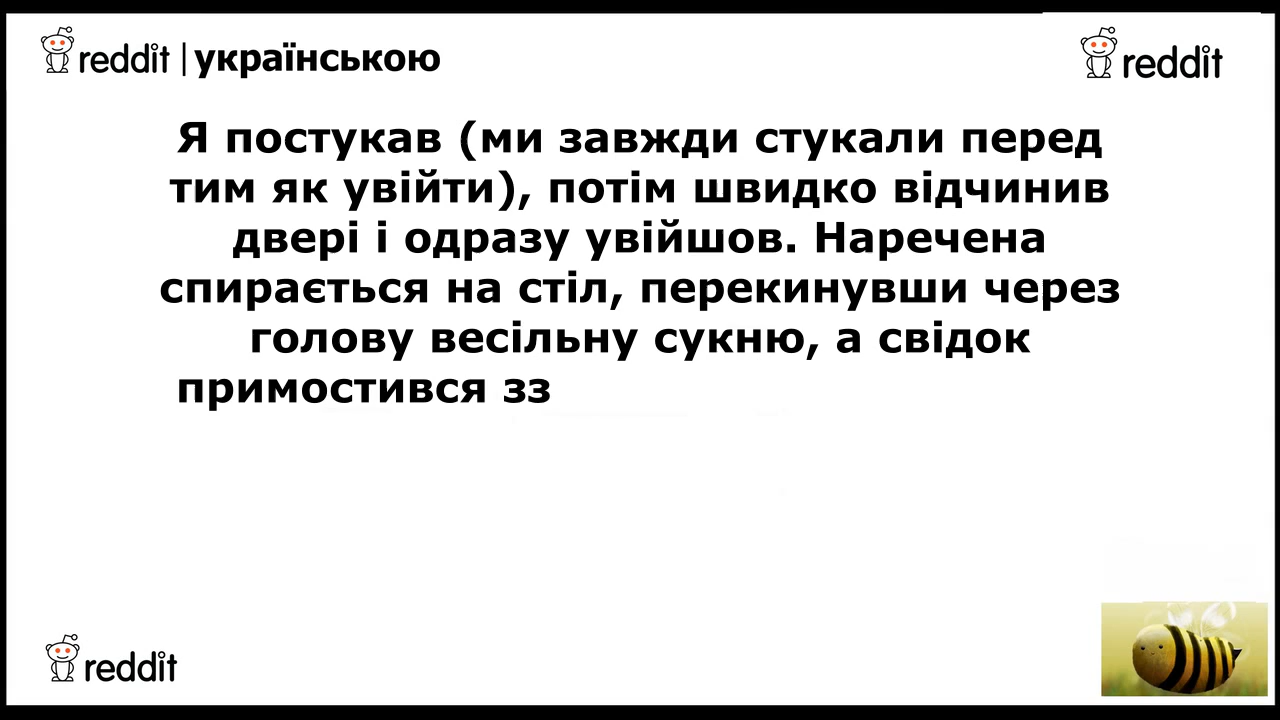 reddit | українською
reddit
Я постукав (ми завжди стукали перед
тим як увійти), потім швидко відчинив
двері і одразу увійшов. Наречена
спирається на стіл, перекинувши через
голову весільну сукню, а свідок
примостився зз
reddit